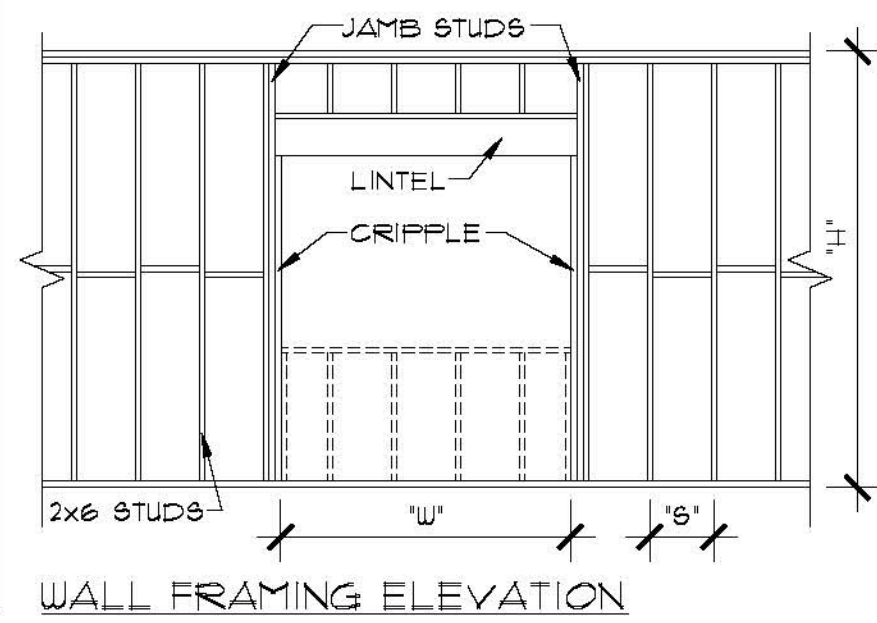 JAMB STUDS
LINTEL
CRIPPLE
"H"
2x6 STUDS
"W"
"S"
WALL FRAMING ELEVATION